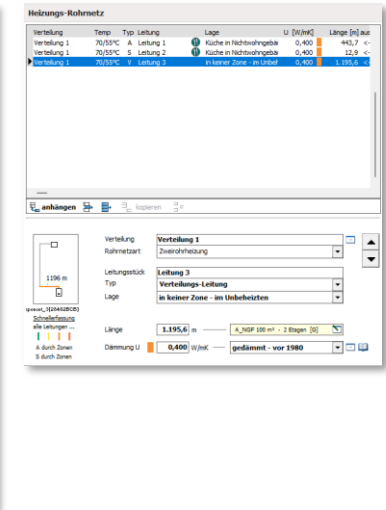 Heizungs-Rohrnetz
Verteilung Temp Typ Leitung Lage U [W/mK] Länge [m] aus
Verteilung 1 70/55°C A Leitung 1 Küche in Nichtwohngebäu 0,400 443,7 <-
Verteilung 1 70/55°C S Leitung 2 Küche in Nichtwohngebäu 0,400 12,9 <-
Verteilung 1 70/55°C V Leitung 3 in keiner Zone - im Unbeh 0,400 1.195,6 <-
anhängen kopieren
Verteilung Verteilung 1
Rohrnetzart Zweirohrheizung
Leitungsstück Leitung 3
Typ Verteilungs-Leitung
Lage in keiner Zone - im Unbeheizten
1196 m
Schnellerfassung
alle Leitungen ...
A durch Zonen
S durch Zonen
Länge 1.195,6 m A_NGF 100 m² - 2 Etagen [G]
Dämmung U 0,400 W/mK gedämmt - vor 1980